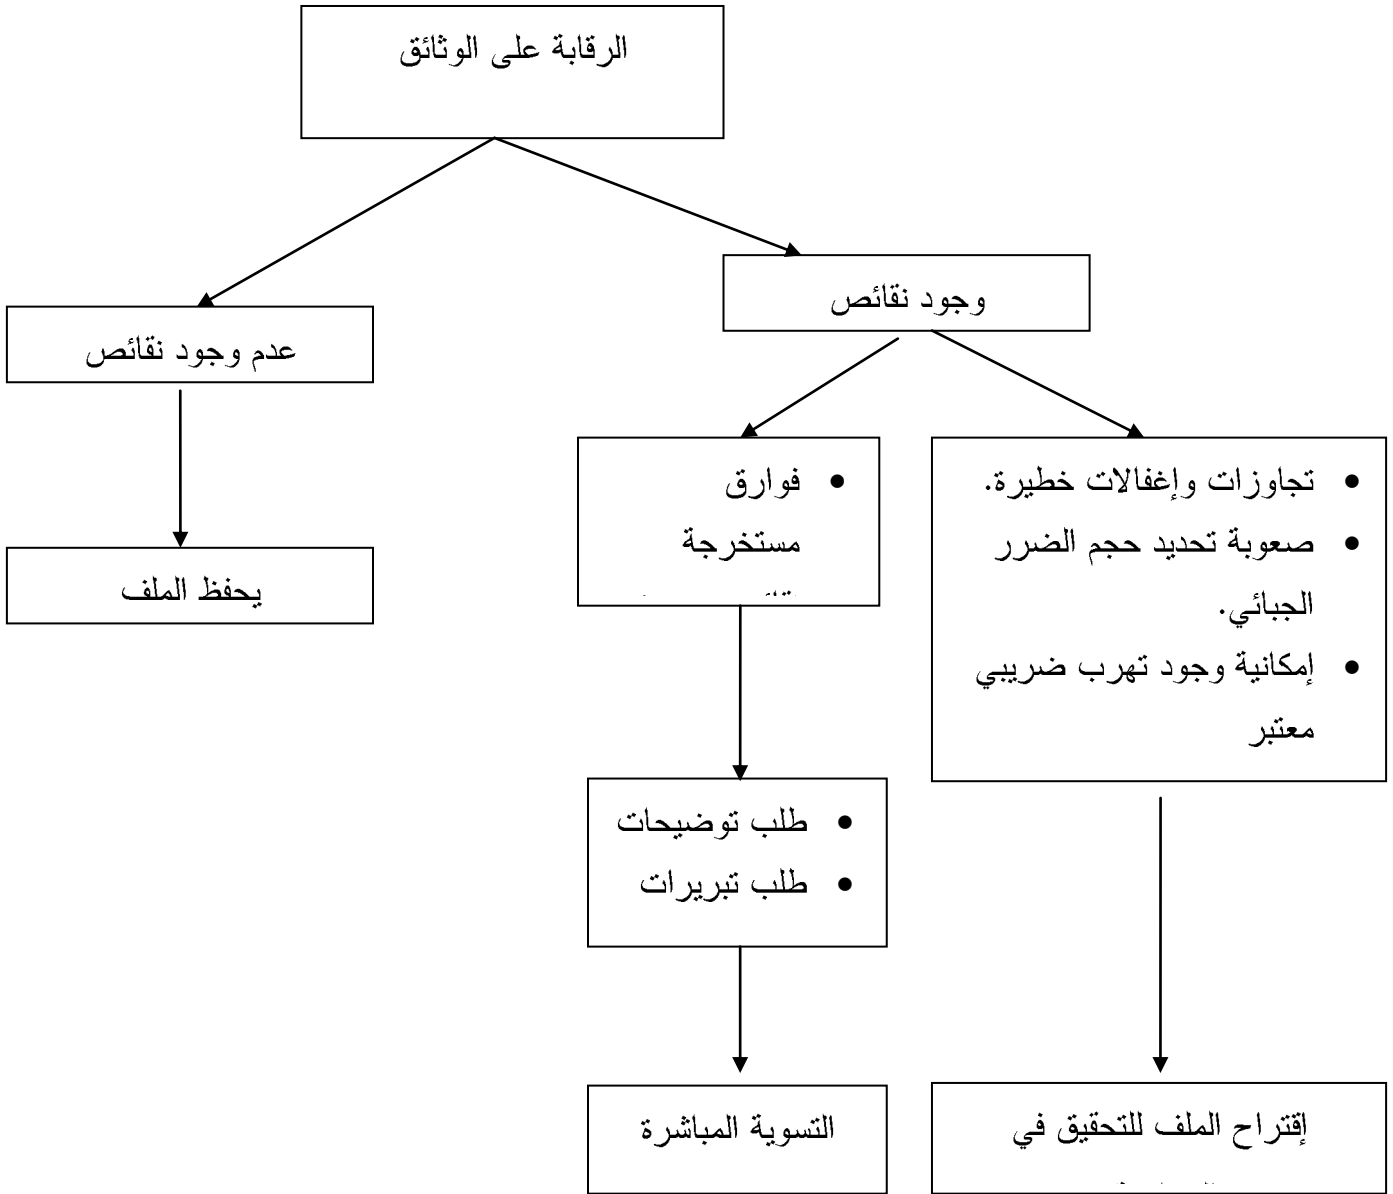 الرقابة على الوثائق
وجود نقائص
عدم وجود نقائص
يحفظ الملف
• تجاوزات وإغفالات خطيرة.
• صعوبة تحديد حجم الضرر
الجبائي.
• إمكانية وجود تهرب ضريبي
معتبر
• فوارق
مستخرجة
• طلب توضيحات
• طلب تبريرات
إقتراح الملف للتحقيق في
التسوية المباشرة